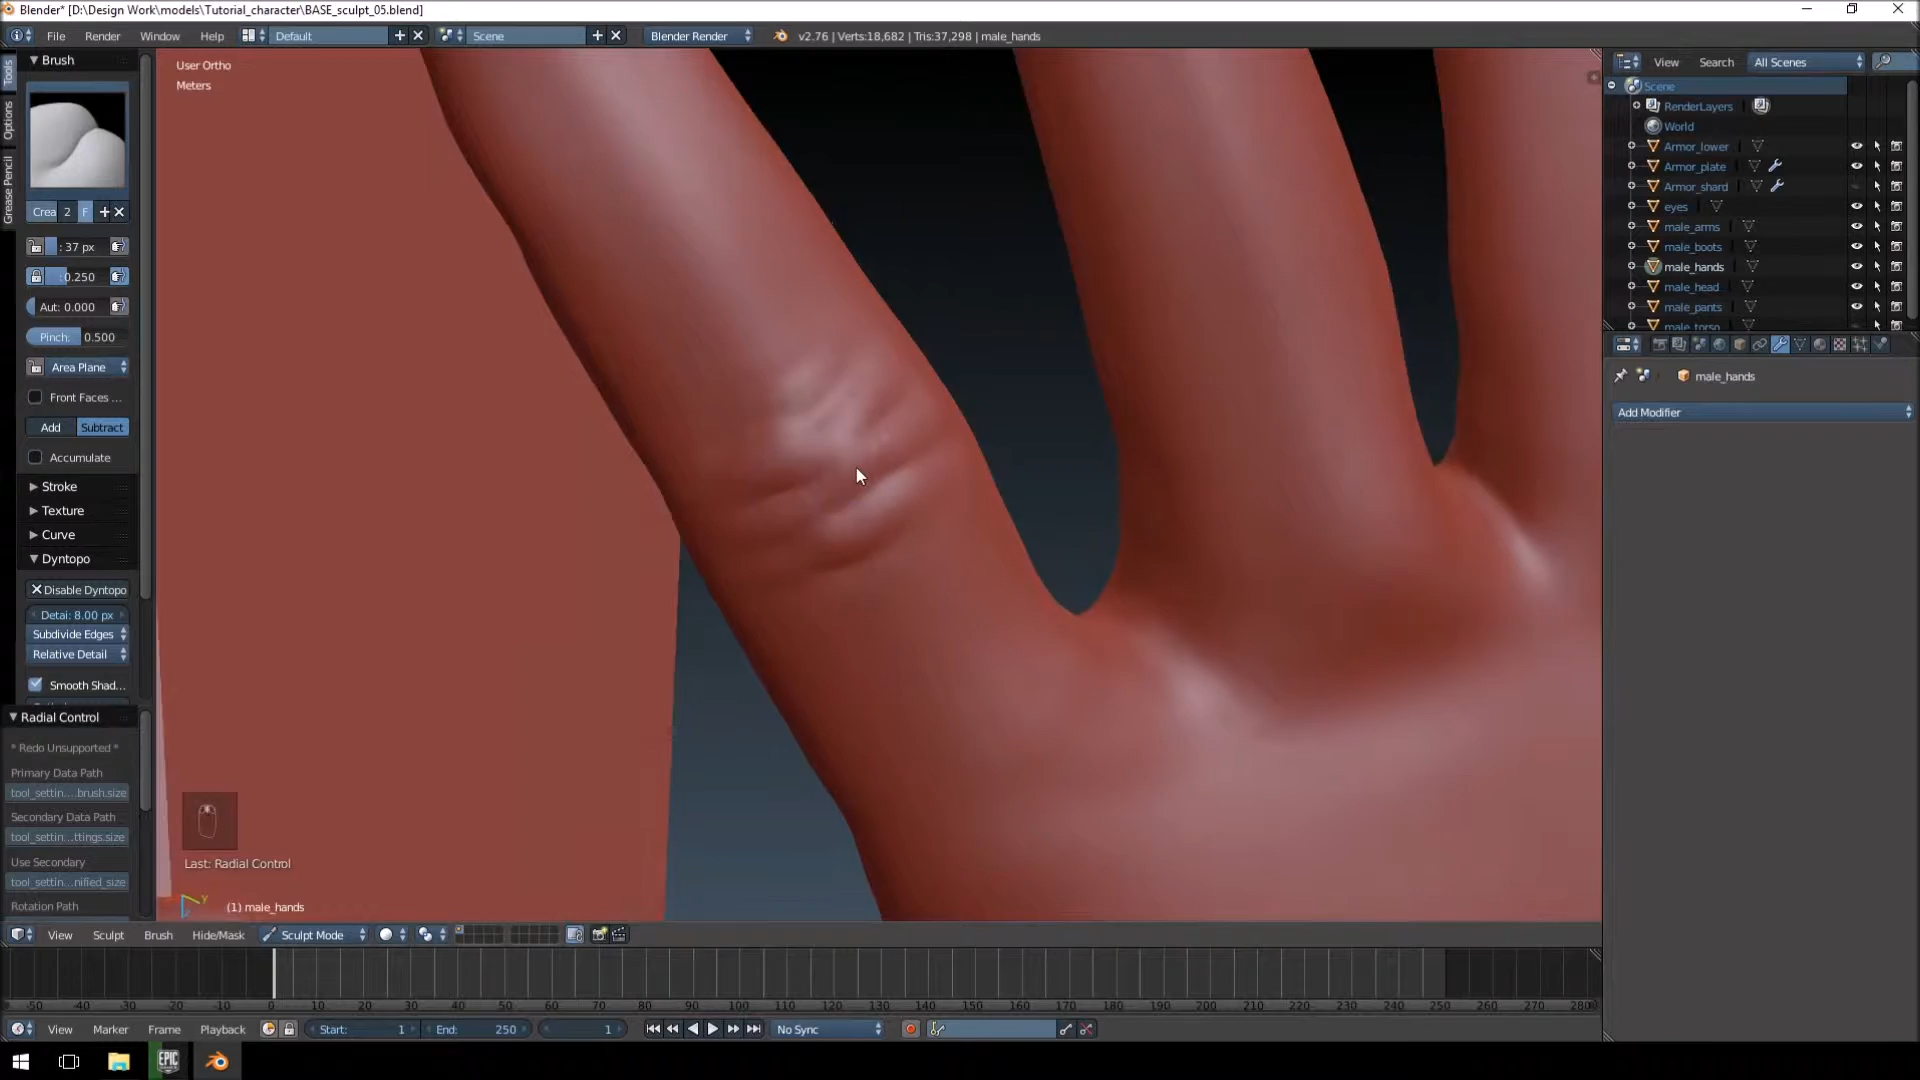 Blender* [D:\Design Work\models\Tutorial_character\BASE_sculpt_05.blend]
File Render Window Help Default Scene Blender Render v2.76 | Verts:18,682 | Tris:37,298 | male_hands
Tools
Options
Grease Pencil
Brush
Crea 2 F
: 37 px
:0.250
Aut: 0.000
Pinch: 0.500
Area Plane
Front Faces ...
Add Subtract
Accumulate
Stroke
Texture
Curve
Dyntopo
Disable Dyntopo
Detai: 8.00 px
Subdivide Edges
Relative Detail
Smooth Shad...
Radial Control
* Redo Unsupported *
Primary Data Path
tool_settin....brush.size
Secondary Data Path
tool_settin...ttings.size
Use Secondary
tool_settin...nified_size
Rotation Path
User Ortho
Meters
Last: Radial Control
y
(1) male_hands
View Search All Scenes
Scene
RenderLayers
World
Armor_lower
Armor_plate
Armor_shard
eyes
male_arms
male_boots
male_hands
male_head
male_pants
male_torso
male_hands
Add Modifier
View Sculpt Brush Hide/Mask Sculpt Mode
-50 -40 -30 -20 -10 0 10 20 30 40 50 60 70 80 90 100 110 120 130 140 150 160 170 180 190 200 210 220 230 240 250 260 270 280
View Marker Frame Playback Start: 1 End: 250 1 No Sync
EPIC